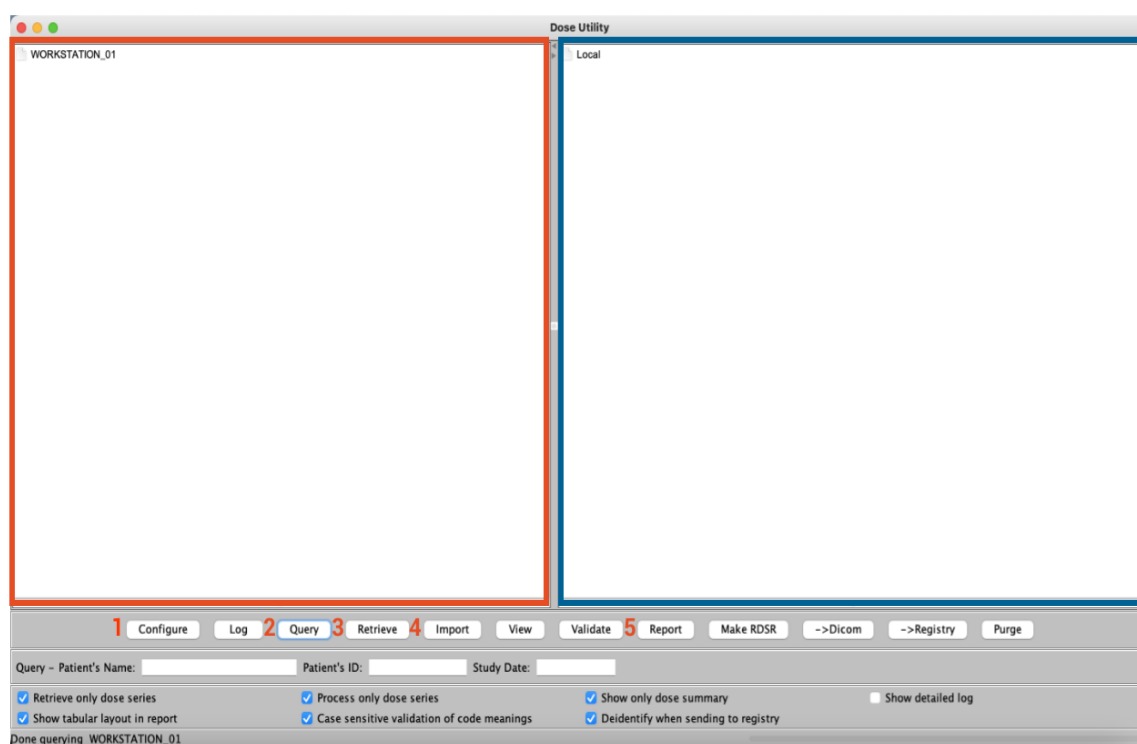 Dose Utility
WORKSTATION_01
Local
1 Configure Log 2 Query 3 Retrieve 4 Import View Validate 5 Report Make RDSR ->Dicom ->Registry Purge
Query - Patient's Name: Patient's ID: Study Date:
Retrieve only dose series Process only dose series Show only dose summary Show detailed log
Show tabular layout in report Case sensitive validation of code meanings Deidentify when sending to registry
Done querying WORKSTATION_01